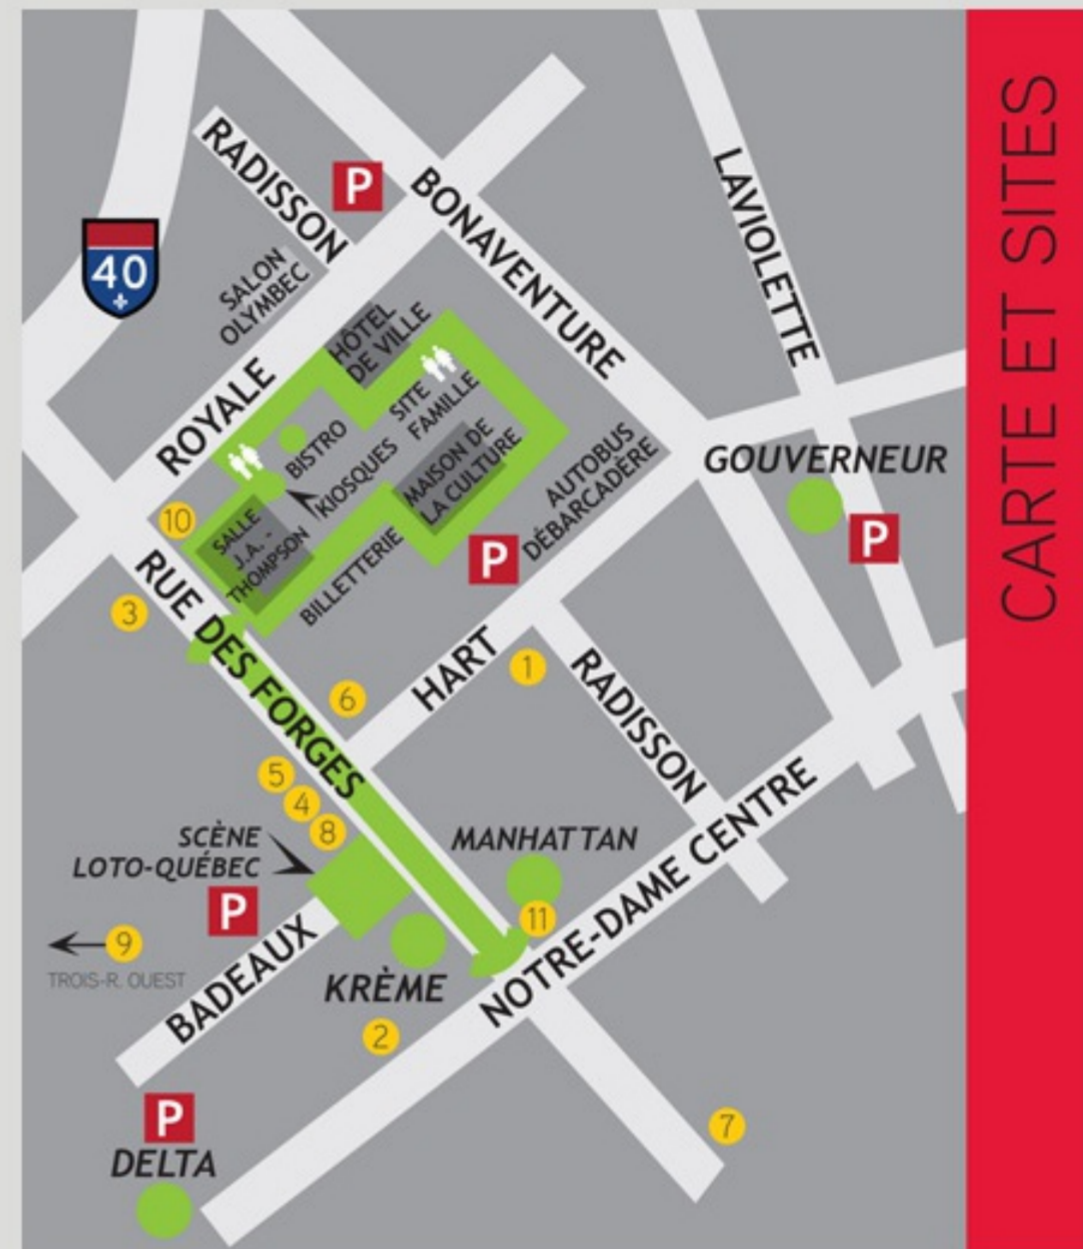 CARTE ET SITES
RADISSON
P
BONAVENTURE
LAVIOLETTE
40
SALON
OLYMBEC
HÔTEL
DE VILLE
ROYALE
SITE
FAMILLE
BISTRO
KIOSQUES
MAISON DE
LA CULTURE
AUTOBUS
DÉBARCADÈRE
GOUVERNEUR
P
10
SALLE
J.A. -
THOMPSON
BILLETTERIE
P
3
RUE DES FORGES
HART
1
RADISSON
6
5
4
8
SCÈNE
LOTO-QUÉBEC
P
MANHATTAN
11
NOTRE-DAME CENTRE
9
TROIS-R. OUEST
BADEAUX
KRÈME
2
P
DELTA
7